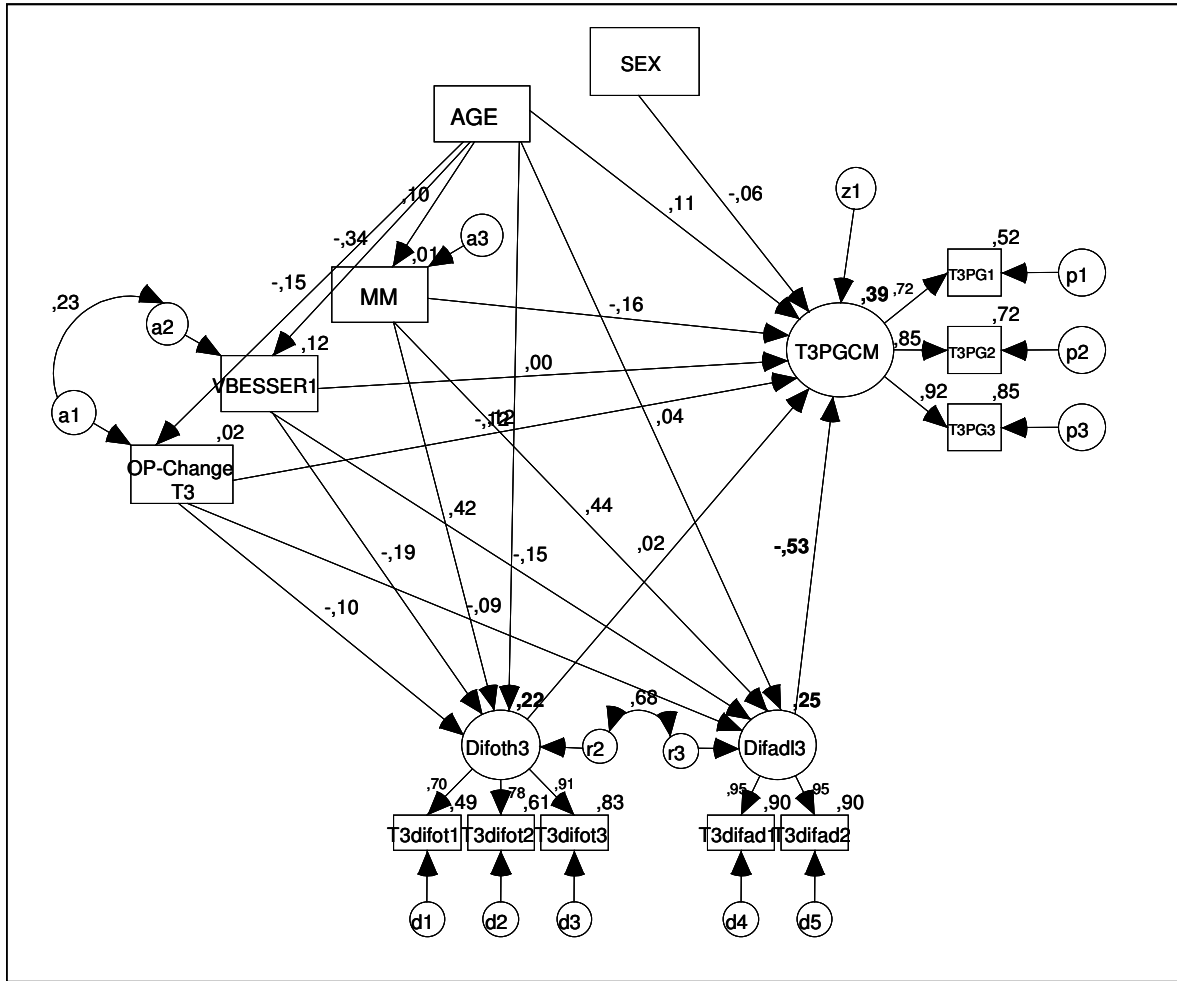 SEX
AGE
,10
-,34
-,15
,11
-,06
z1
a3
,01
MM
,23
a2
,12
VBESSER1
a1
,02
OP-Change
T3
-,16
,00
,12
,04
,39
T3PGCM
,72
,85
,92
,52
T3PG1
p1
,72
T3PG2
p2
,85
T3PG3
p3
,42
,44
-,19
-,15
,02
-,53
-,10
-,09
,22
,68
,25
Difoth3
r2
r3
Difadl3
,70
,78
,91
,95
,95
,49
,61
,83
,90
,90
T3difot1
T3difot2
T3difot3
T3difad1
T3difad2
d1
d2
d3
d4
d5